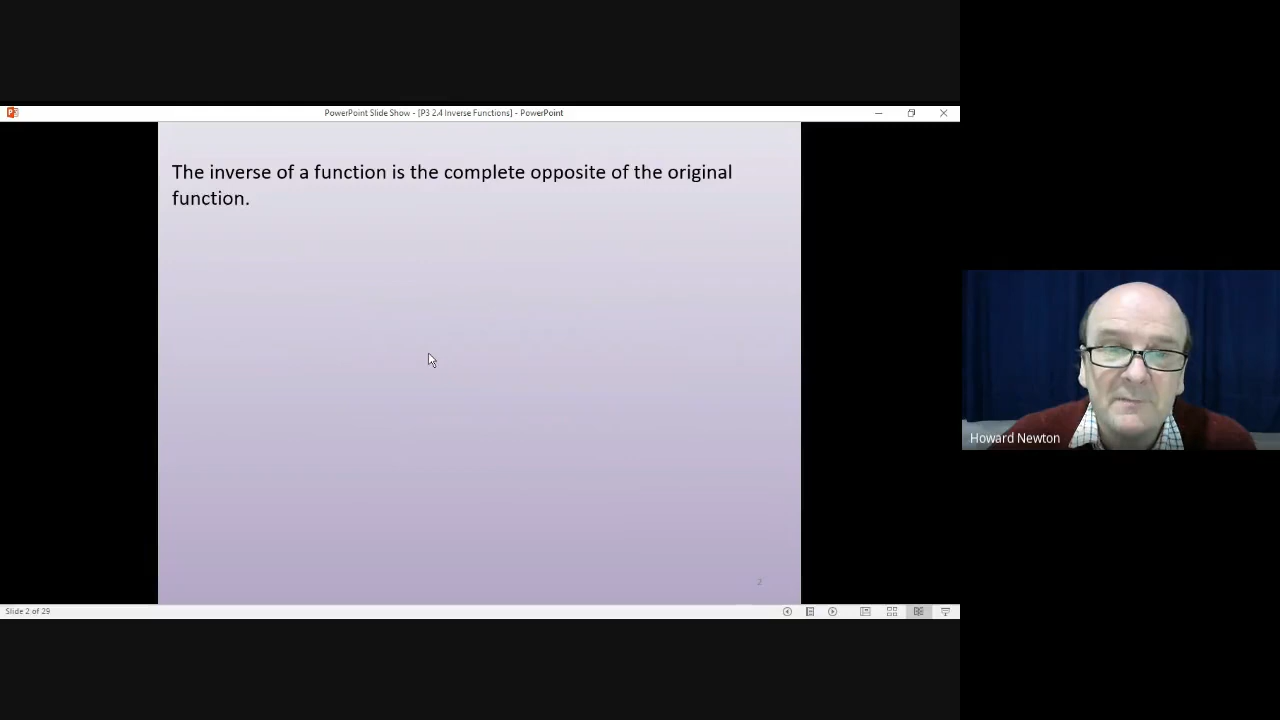 PowerPoint Slide Show - [P3 2.4 Inverse Functions] - PowerPoint
The inverse of a function is the complete opposite of the original
function.
Howard Newton
2
Slide 2 of 29